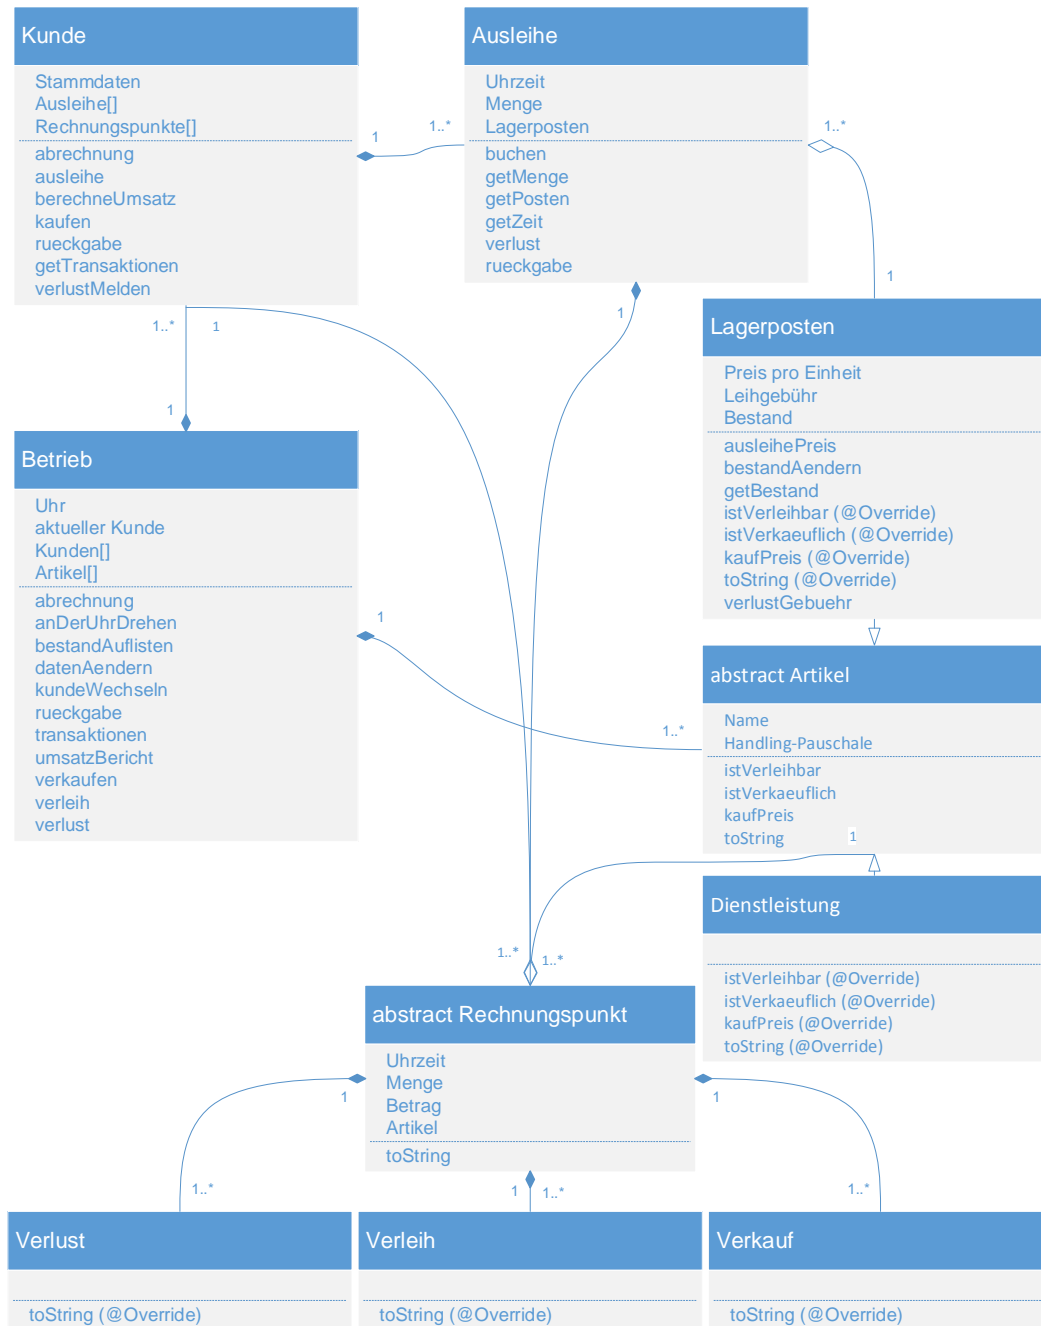 Kunde
Stammdaten
Ausleihe[]
Rechnungspunkte[]
abrechnung
ausleihe
berechneUmsatz
kaufen
rueckgabe
getTransaktionen
verlustMelden
1
1..*
Ausleihe
Uhrzeit
Menge
Lagerposten
buchen
getMenge
getPosten
getZeit
verlust
rueckgabe
1..*
1
1
1..*
1
1
Lagerposten
Preis pro Einheit
Leihgebühr
Bestand
ausleihePreis
bestandAendern
getBestand
istVerleihbar (@Override)
istVerkaeuflich (@Override)
kaufPreis (@Override)
toString (@Override)
verlustGebuehr
Betrieb
Uhr
aktueller Kunde
Kunden[]
Artikel[]
abrechnung
anDerUhrDrehen
bestandAuflisten
datenAendern
kundeWechseln
rueckgabe
transaktionen
umsatzBericht
verkaufen
verleih
verlust
1
1..*
abstract Artikel
Name
Handling-Pauschale
istVerleihbar
istVerkaeuflich
kaufPreis
toString
1
Dienstleistung
istVerleihbar (@Override)
istVerkaeuflich (@Override)
kaufPreis (@Override)
toString (@Override)
1..*
1..*
abstract Rechnungspunkt
Uhrzeit
Menge
Betrag
Artikel
toString
1
1
1
1..*
1..*
1..*
Verlust
toString (@Override)
Verleih
toString (@Override)
Verkauf
toString (@Override)